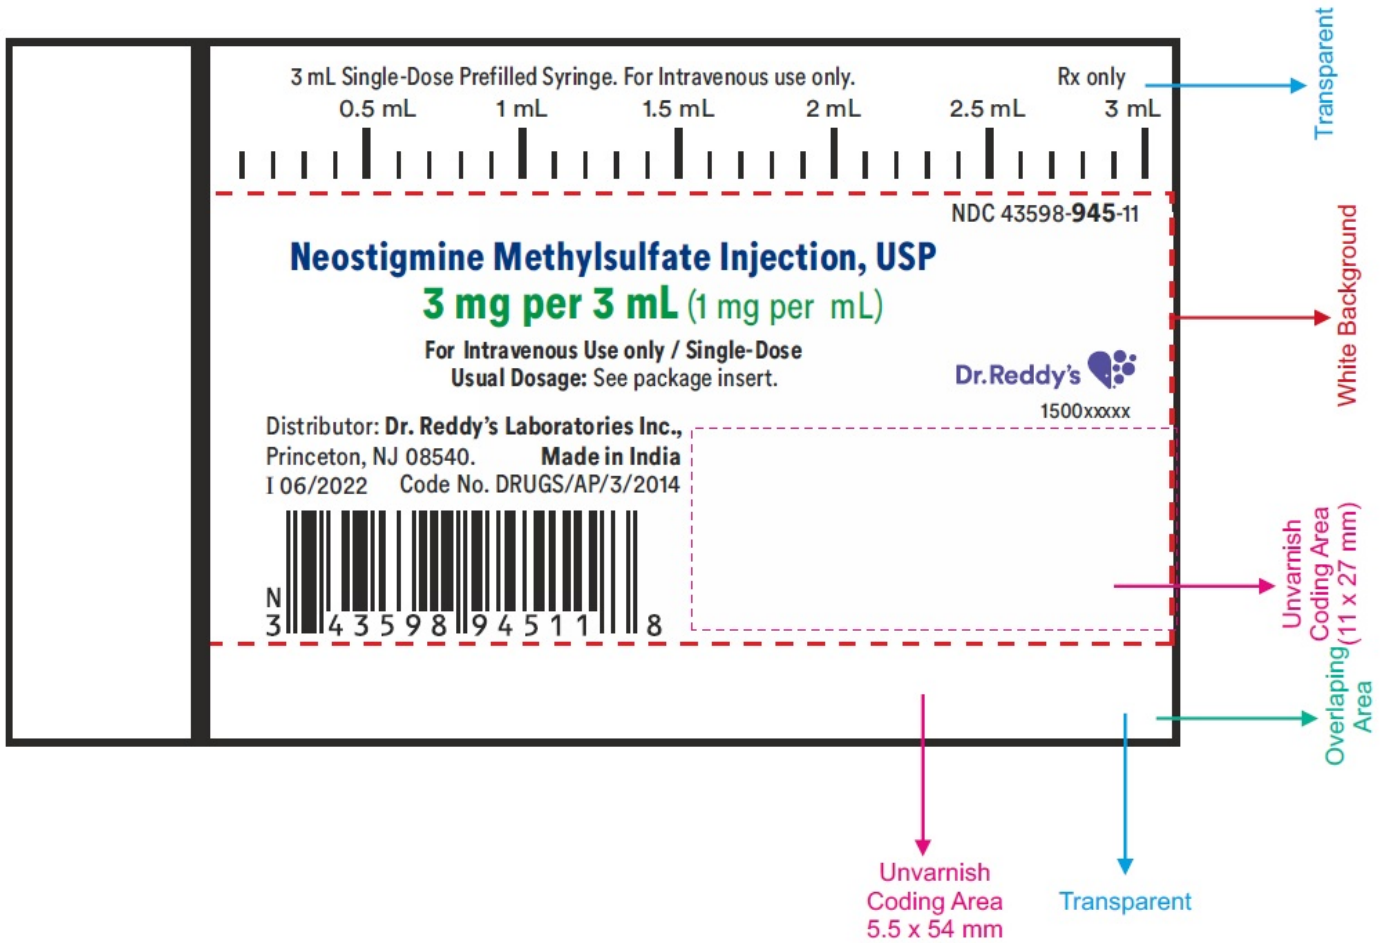 3 mL Single-Dose Prefilled Syringe. For Intravenous use only. Rx only
0.5 mL 1 mL 1.5 mL 2 mL 2.5 mL 3 mL
NDC 43598-945-11
Neostigmine Methylsulfate Injection, USP
3 mg per 3 mL (1 mg per mL)
For Intravenous Use only / Single-Dose
Usual Dosage: See package insert.
Dr.Reddy's
1500xxxxx
Distributor: Dr. Reddy's Laboratories Inc.,
Princeton, NJ 08540. Made in India
I 06/2022 Code No. DRUGS/AP/3/2014
N
3 43598 94511 8
Transparent
White Background
Unvarnish
Coding Area
(11 x 27 mm)
Overlaping
Area
Unvarnish
Coding Area
5.5 x 54 mm
Transparent